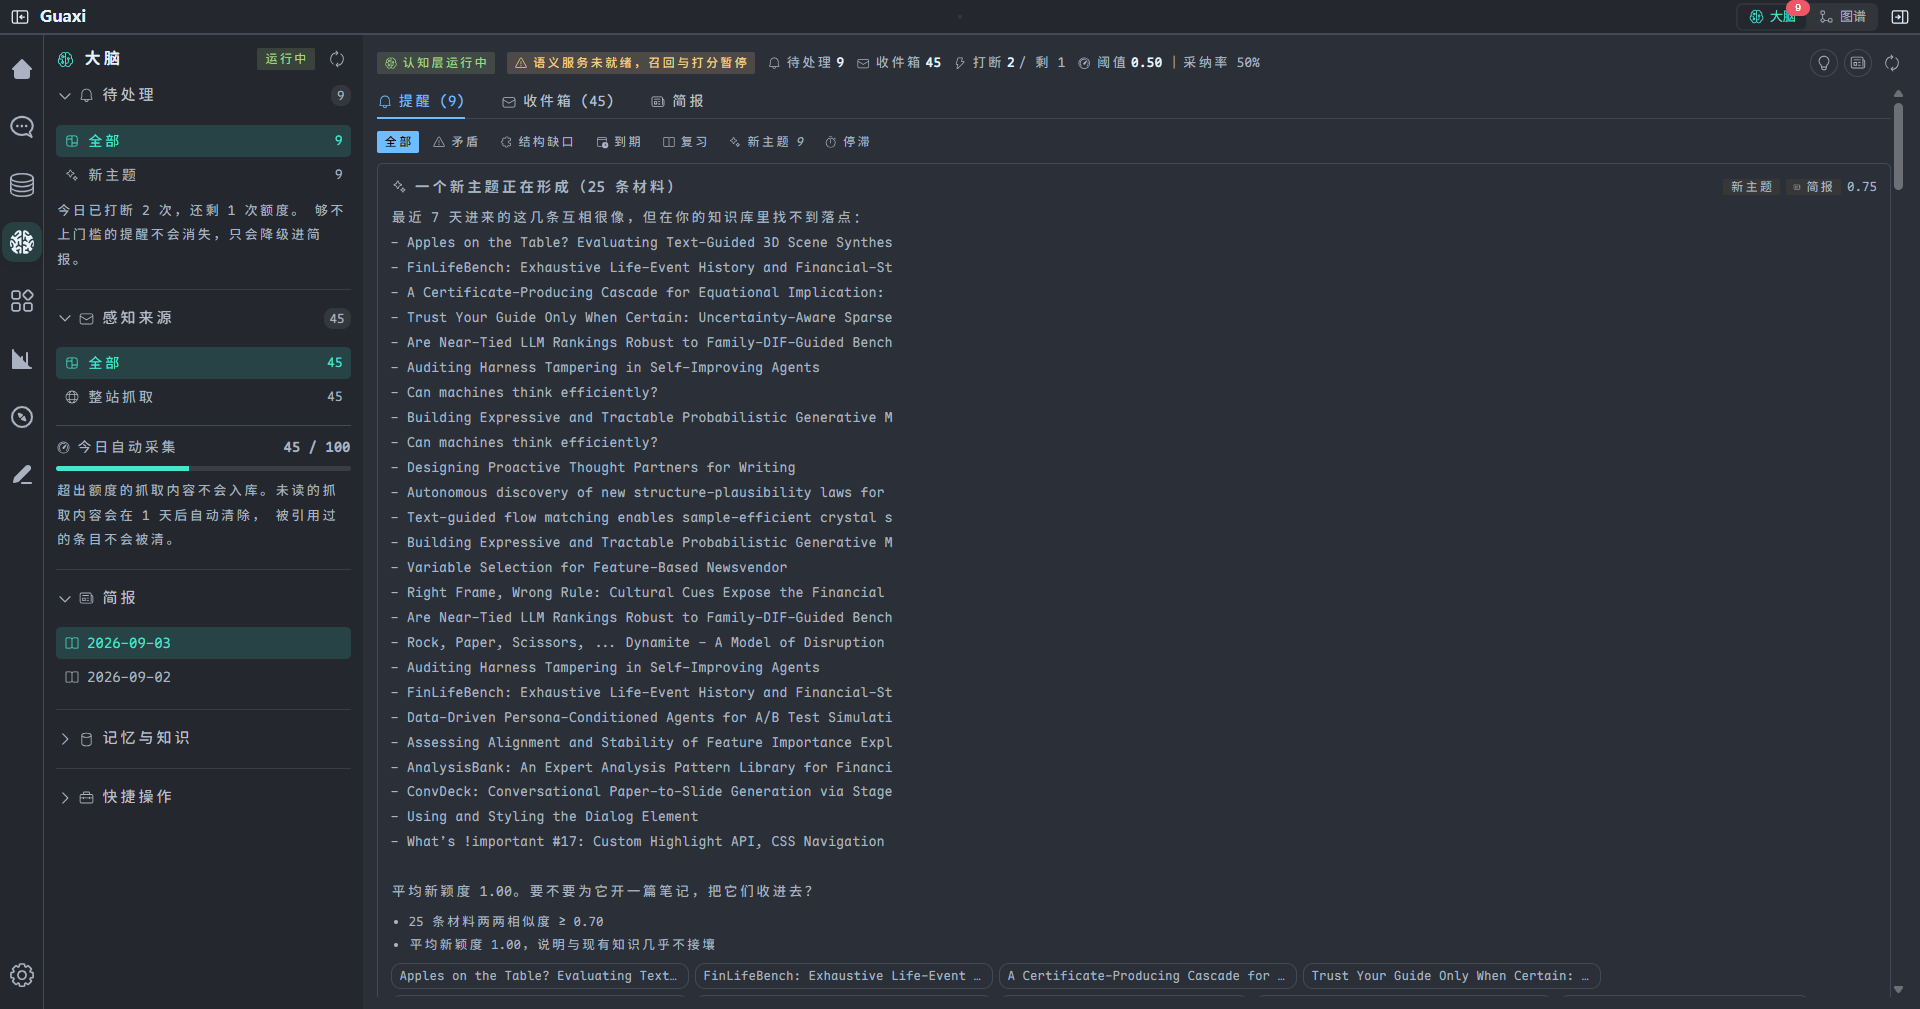 Guaxi
大脑
9
图谱
大脑
运行中
待处理
9
全部
9
新主题
9
今日已打断 2 次，还剩 1 次额度。 够不
上门槛的提醒不会消失，只会降级进简
报。
感知来源
45
全部
45
整站抓取
45
今日自动采集
45 / 100
超出额度的抓取内容不会入库。未读的抓
取内容会在 1 天后自动清除， 被引用过
的条目不会被清。
简报
2026-09-03
2026-09-02
记忆与知识
快捷操作
认知层运行中
语义服务未就绪，召回与打分暂停
待处理 9
收件箱 45
打断 2 / 剩 1
阈值 0.50
| 采纳率 50%
提醒 (9)
收件箱 (45)
简报
全部
矛盾
结构缺口
到期
复习
新主题 9
停滞
一个新主题正在形成（25 条材料）
新主题
简报
0.75
最近 7 天进来的这几条互相很像，但在你的知识库里找不到落点：
- Apples on the Table? Evaluating Text-Guided 3D Scene Synthes
- FinLifeBench: Exhaustive Life-Event History and Financial-St
- A Certificate-Producing Cascade for Equational Implication:
- Trust Your Guide Only When Certain: Uncertainty-Aware Sparse
- Are Near-Tied LLM Rankings Robust to Family-DIF-Guided Bench
- Auditing Harness Tampering in Self-Improving Agents
- Can machines think efficiently?
- Building Expressive and Tractable Probabilistic Generative M
- Can machines think efficiently?
- Designing Proactive Thought Partners for Writing
- Autonomous discovery of new structure-plausibility laws for
- Text-guided flow matching enables sample-efficient crystal s
- Building Expressive and Tractable Probabilistic Generative M
- Variable Selection for Feature-Based Newsvendor
- Right Frame, Wrong Rule: Cultural Cues Expose the Financial
- Are Near-Tied LLM Rankings Robust to Family-DIF-Guided Bench
- Rock, Paper, Scissors, ... Dynamite - A Model of Disruption
- Auditing Harness Tampering in Self-Improving Agents
- FinLifeBench: Exhaustive Life-Event History and Financial-St
- Data-Driven Persona-Conditioned Agents for A/B Test Simulati
- Assessing Alignment and Stability of Feature Importance Expl
- AnalysisBank: An Expert Analysis Pattern Library for Financi
- ConvDeck: Conversational Paper-to-Slide Generation via Stage
- Using and Styling the Dialog Element
- What's !important #17: Custom Highlight API, CSS Navigation
平均新颖度 1.00。要不要为它开一篇笔记，把它们收进去？
• 25 条材料两两相似度 ≥ 0.70
• 平均新颖度 1.00，说明与现有知识几乎不接壤
Apples on the Table? Evaluating Text…
FinLifeBench: Exhaustive Life-Event …
A Certificate-Producing Cascade for …
Trust Your Guide Only When Certain: …